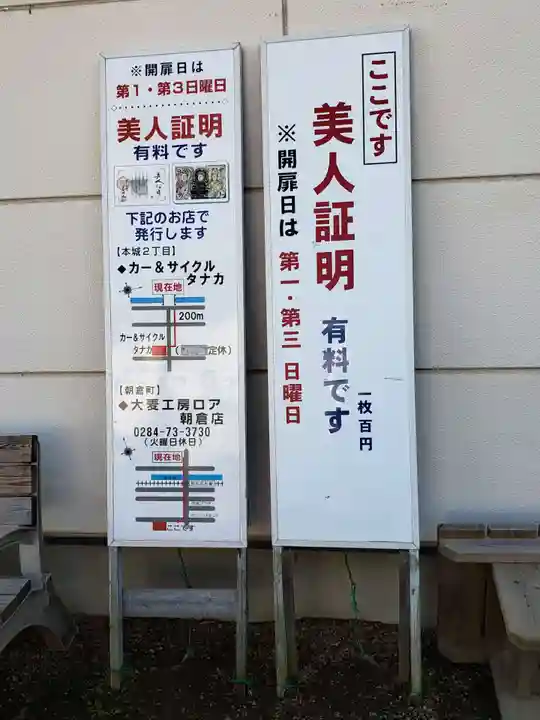 ※開扉日は
第1・第3日曜日
美人証明
有料です
下記のお店で
発行します
【本城2丁目】
◆カー&サイクル
タナカ
現在地
200m
カー&サイクル
タナカ
定休)
【朝倉町】
◆大麦工房ロア
朝倉店
0284-73-3730
(火曜日休日)
現在地
ここです
ここです
美人証明 有料です
一枚百円
※開扉日は 第一・第三 日曜日